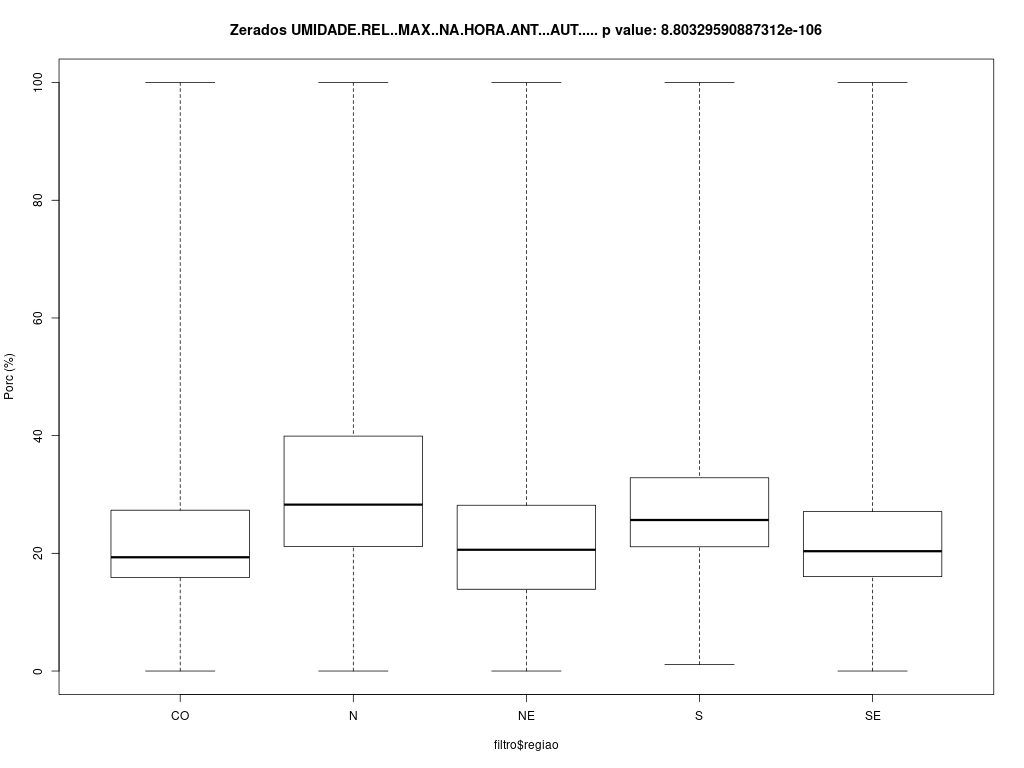 Zerados UMIDADE.REL..MAX..NA.HORA.ANT...AUT..... p value: 8.80329590887312e-106
100
80
60
40
20
0
Porc (%)
CO N NE S SE
filtro$regiao